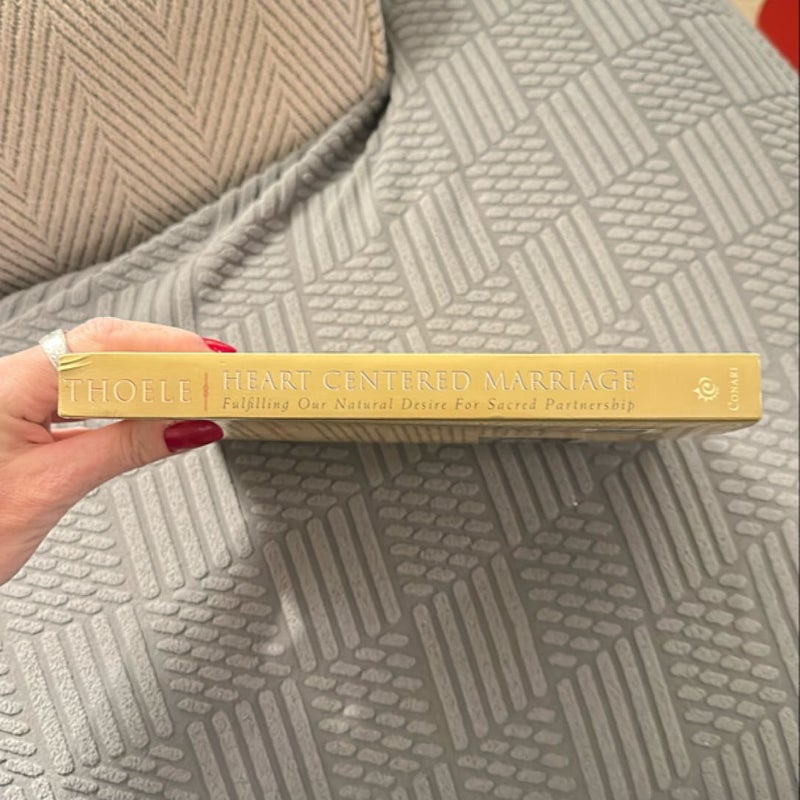 THOELE
HEART CENTERED MARRIAGE
Fulfilling Our Natural Desire For Sacred Partnership
CONARI